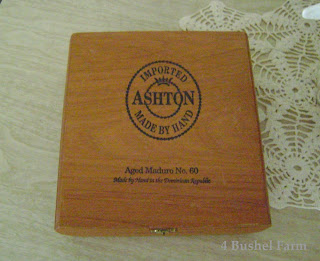 IMPORTED
ASHTON
MADE BY HAND
Aged Maduro No. 60
Made by Hand in the Dominican Republic
4 Bushel Farm